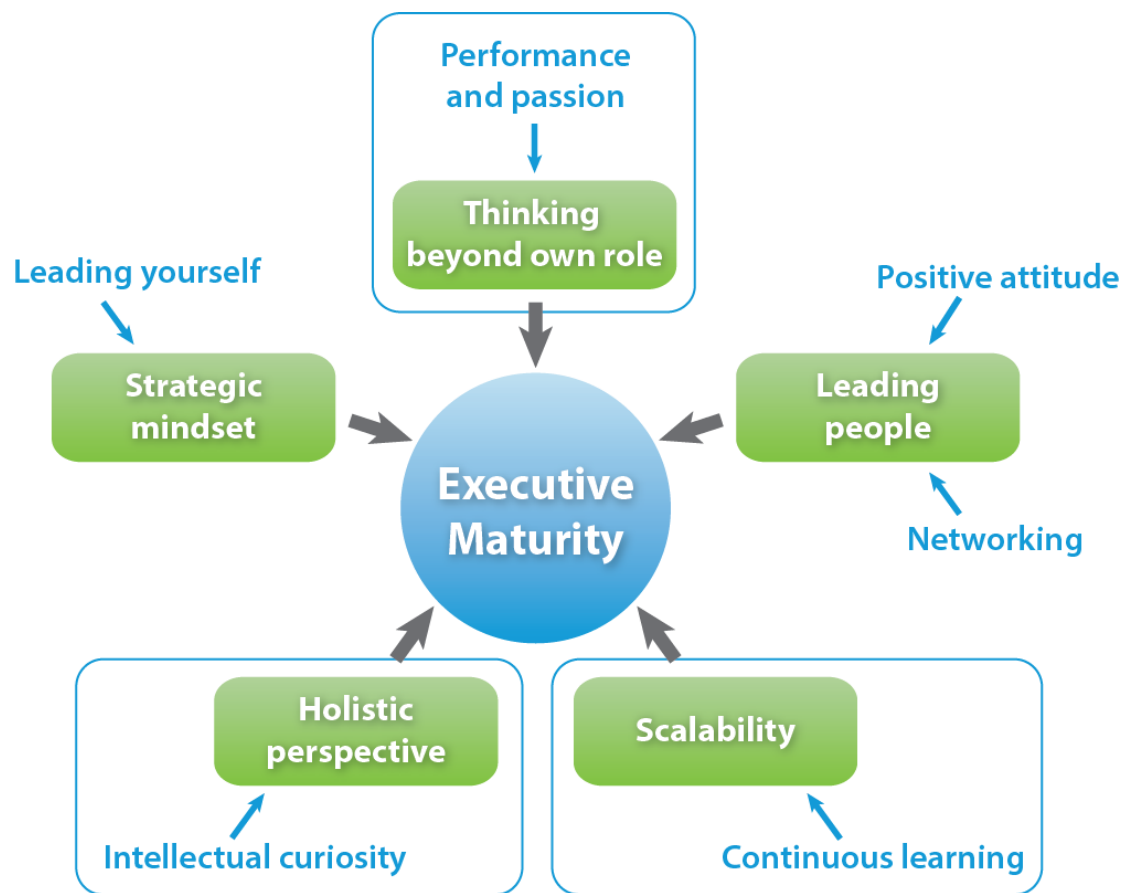 Performance
and passion
Thinking
beyond own role
Leading yourself
Positive attitude
Strategic
mindset
Leading
people
Executive
Maturity
Networking
Holistic
perspective
Scalability
Intellectual curiosity
Continuous learning